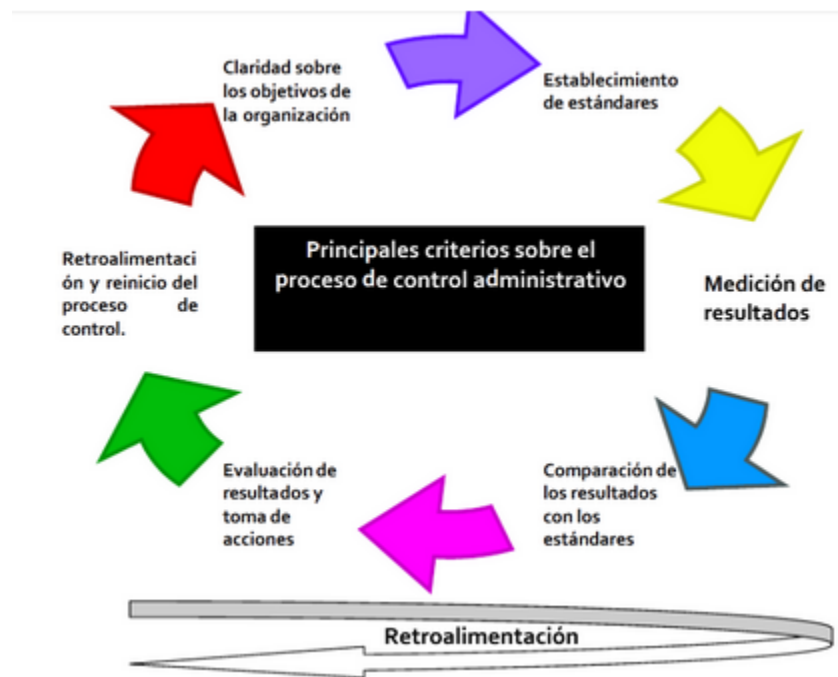 Claridad sobre
los objetivos de
la organización
Establecimiento
de estándares
Principales criterios sobre el
proceso de control administrativo
Medición de
resultados
Retroalimentaci
ón y reinicio del
proceso de
control.
Comparación de
los resultados
con los
estándares
Evaluación de
resultados y
toma de
acciones
Retroalimentación